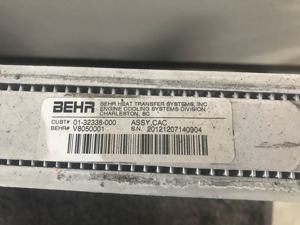 BEHR
BEHR HEAT TRANSFER SYSTEMS, INC
ENGINE COOLING SYSTEMS DIVISION
CHARLESTON, SC
CUST# 01-32338-000 ASSY,CAC
BEHR# V8050001 S.N. 20121207140904